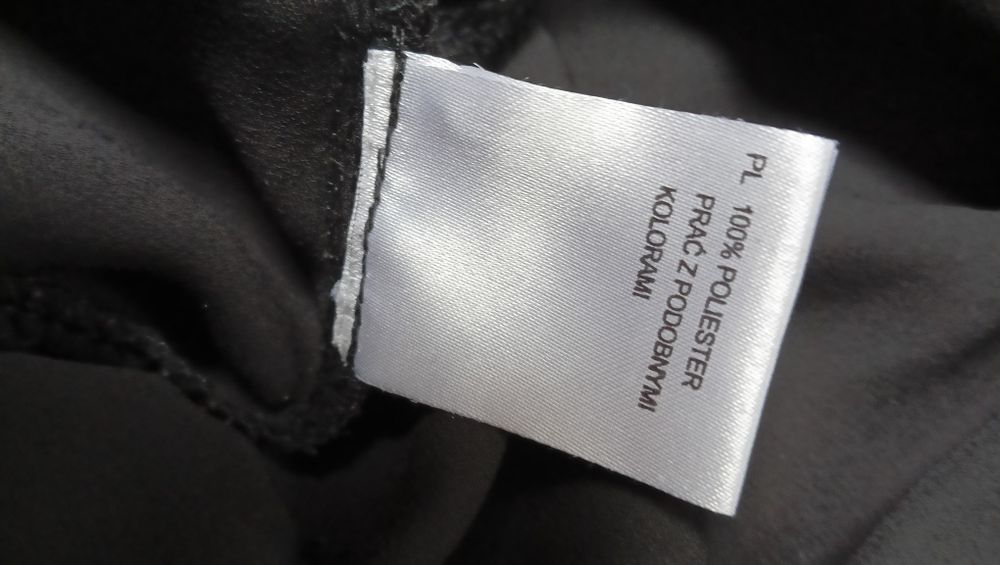 PL 100% POLIESTER
PRAĆ Z PODOBNYMI
KOLORAMI